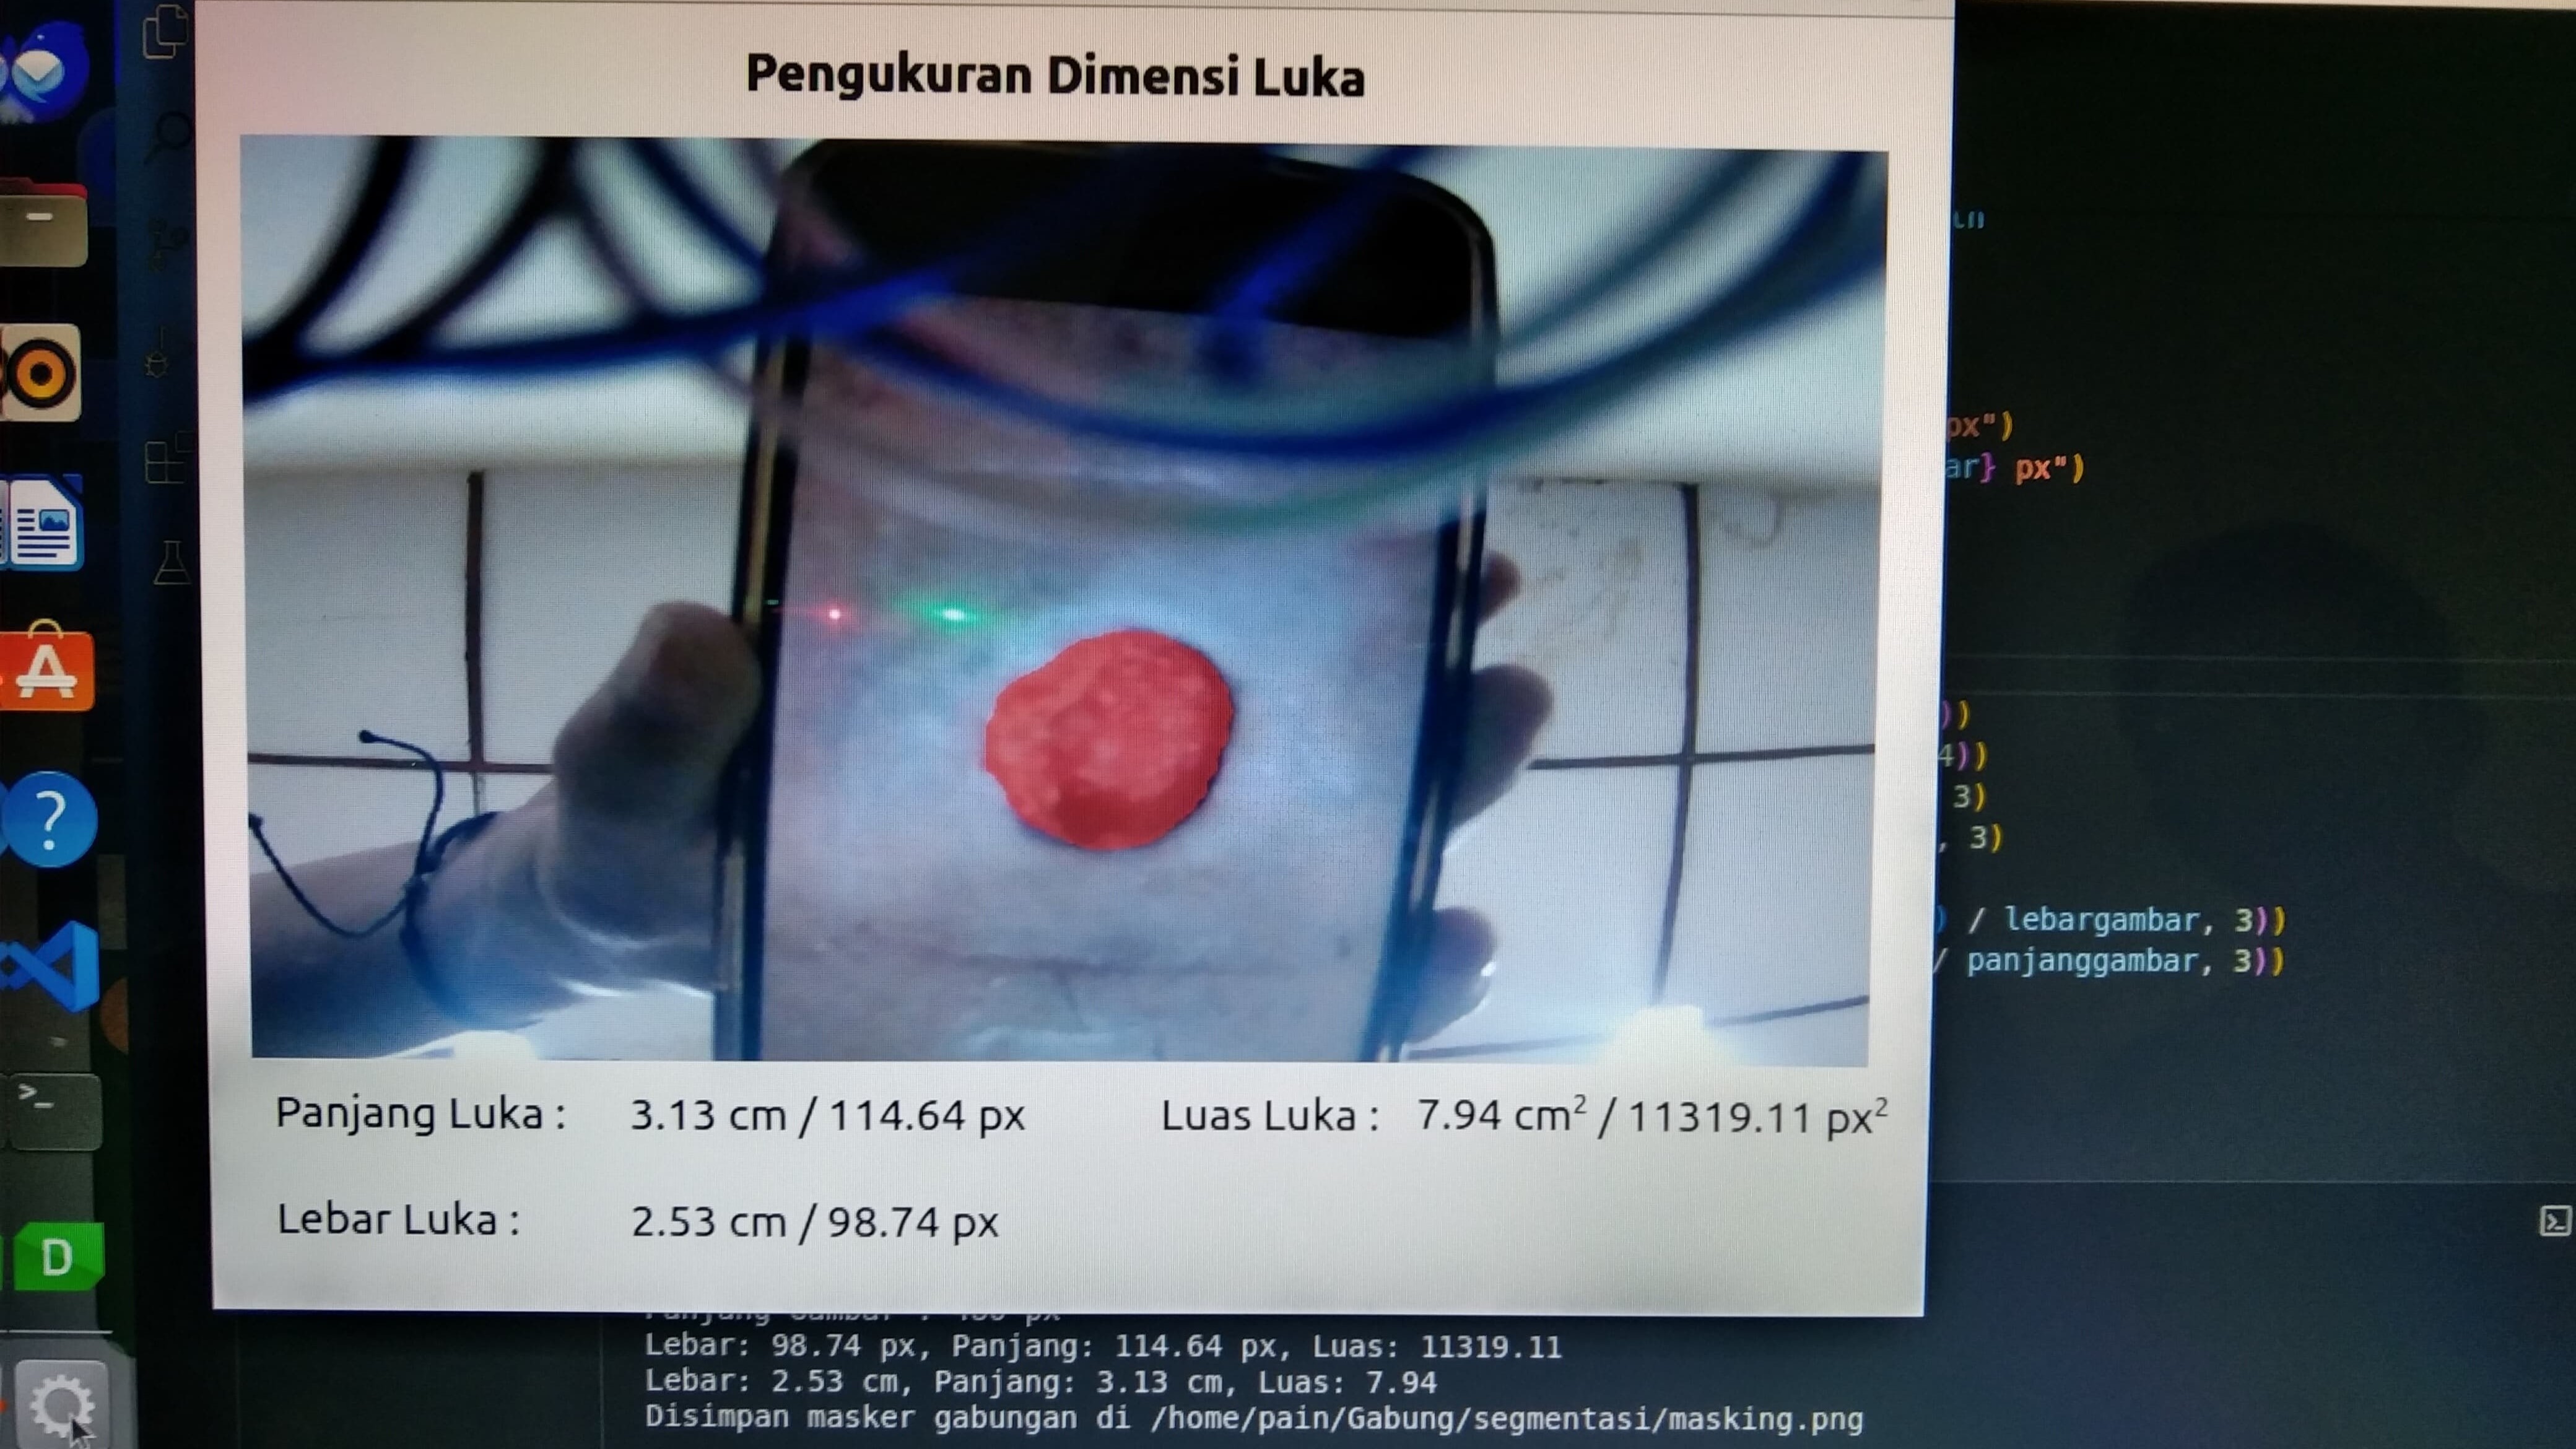 Pengukuran Dimensi Luka
px")
ar} px")
))
4))
3)
, 3)
) / lebargambar, 3))
/ panjanggambar, 3))
Panjang Luka : 3.13 cm / 114.64 px Luas Luka : 7.94 cm² / 11319.11 px²
Lebar Luka : 2.53 cm / 98.74 px
D
Lebar: 98.74 px, Panjang: 114.64 px, Luas: 11319.11
Lebar: 2.53 cm, Panjang: 3.13 cm, Luas: 7.94
Disimpan masker gabungan di /home/pain/Gabung/segmentasi/masking.png